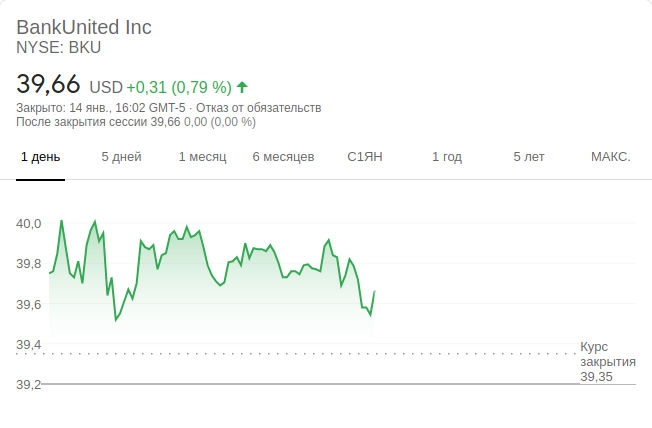 BankUnited Inc
NYSE: BKU
39,66 USD +0,31 (0,79 %)
Закрыто: 14 янв., 16:02 GMT-5 · Отказ от обязательств
После закрытия сессии 39,66 0,00 (0,00 %)
1 день 5 дней 1 месяц 6 месяцев С1ЯН 1 год 5 лет МАКС.
40,0
39,8
39,6
39,4
Курс
закрытия
39,35
39,2